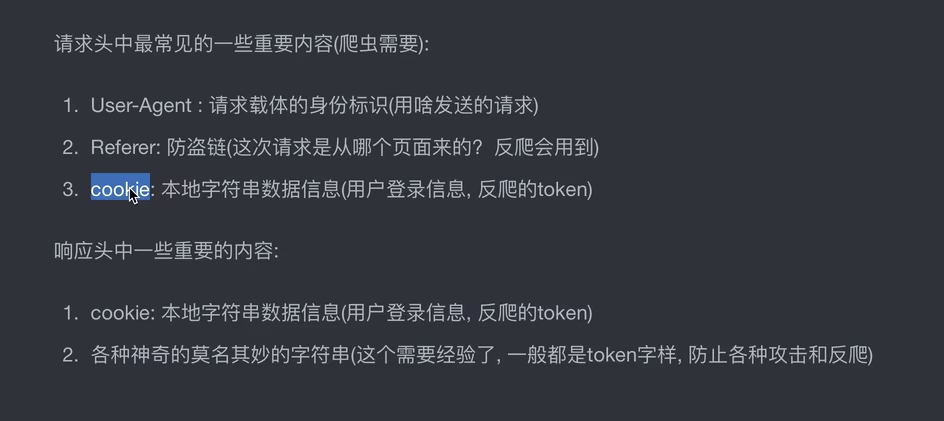 请求头中最常见的一些重要内容(爬虫需要):
1. User-Agent : 请求载体的身份标识(用啥发送的请求)
2. Referer: 防盗链(这次请求是从哪个页面来的? 反爬会用到)
3. cookie: 本地字符串数据信息(用户登录信息, 反爬的token)
响应头中一些重要的内容:
1. cookie: 本地字符串数据信息(用户登录信息, 反爬的token)
2. 各种神奇的莫名其妙的字符串(这个需要经验了, 一般都是token字样, 防止各种攻击和反爬)